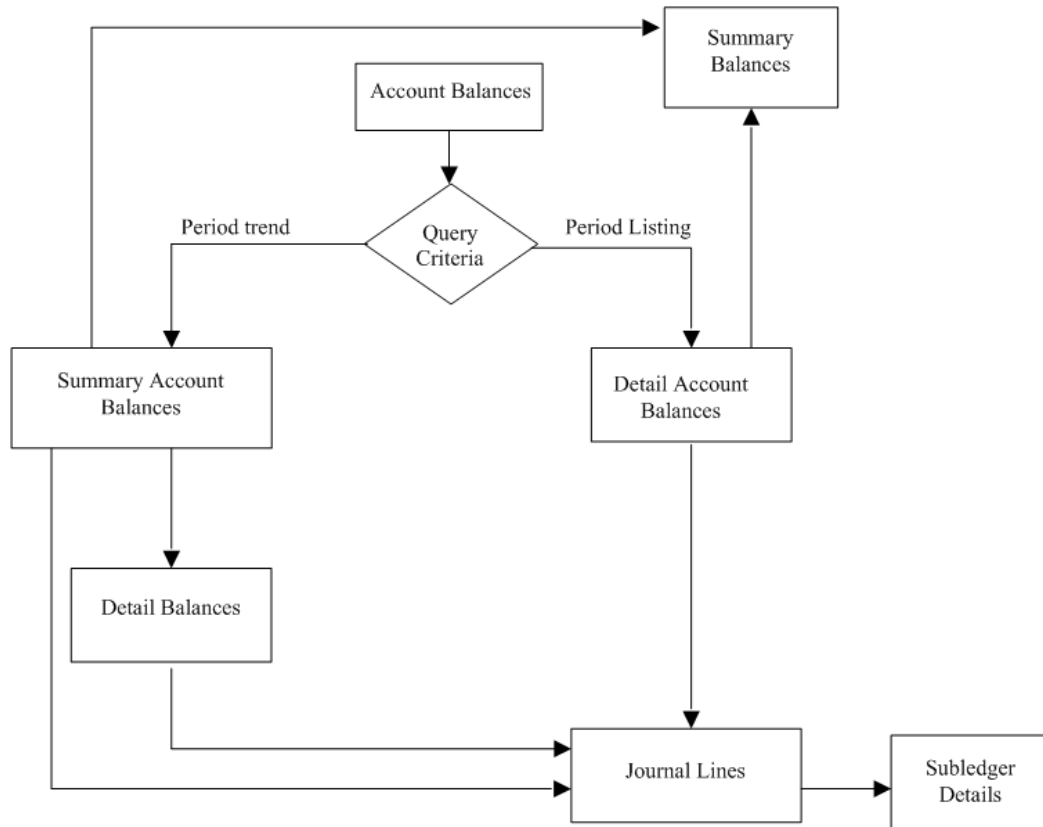 Summary
Balances
Account Balances
Period trend
Query
Criteria
Period Listing
Summary Account
Balances
Detail Account
Balances
Detail Balances
Journal Lines
Subledger
Details